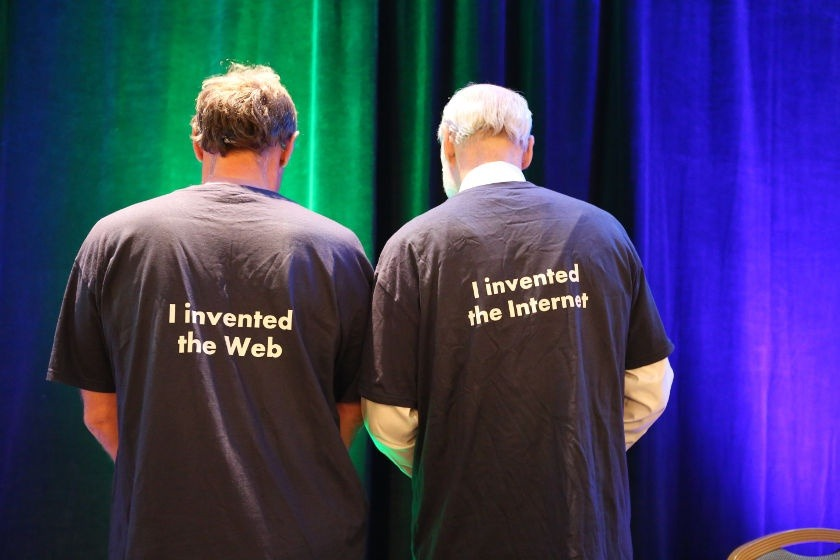 I invented
the Web
I invented
the Internet